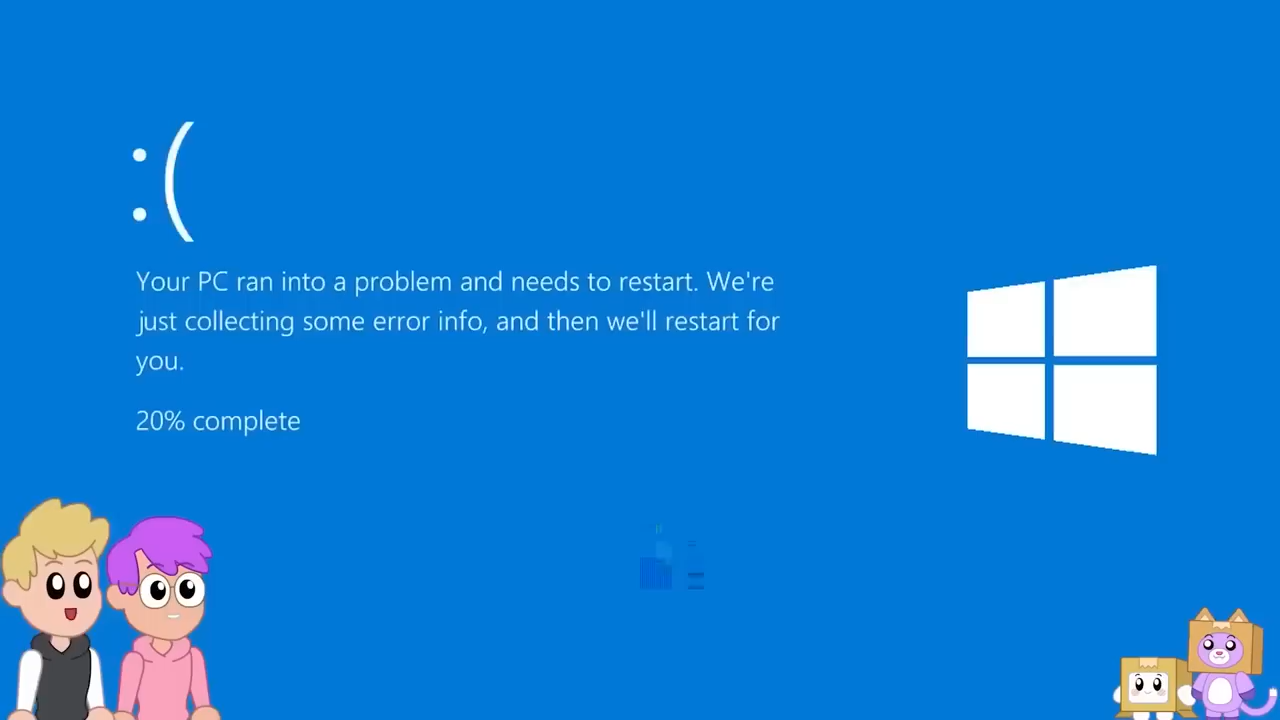 :(
Your PC ran into a problem and needs to restart. We're
just collecting some error info, and then we'll restart for
you.
20% complete